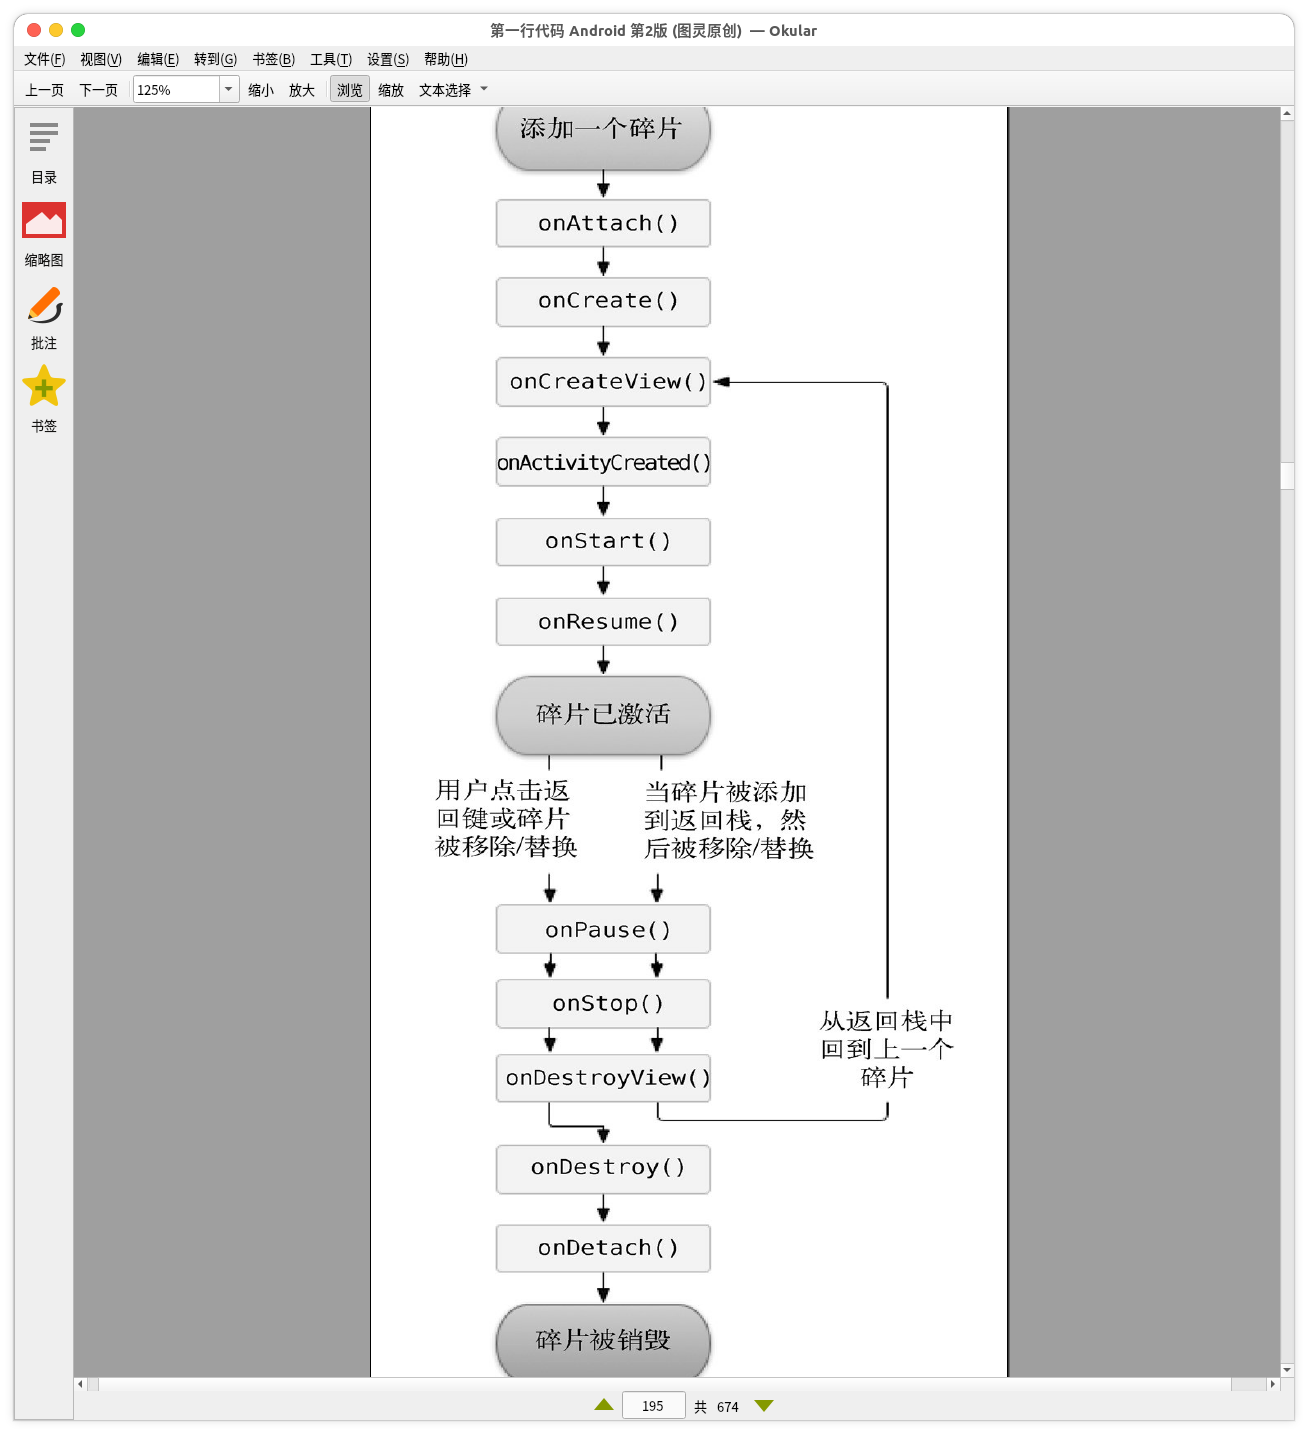 第一行代码 Android 第2版 (图灵原创) — Okular
文件(F) 视图(V) 编辑(E) 转到(G) 书签(B) 工具(T) 设置(S) 帮助(H)
上一页 下一页 125% 缩小 放大 浏览 缩放 文本选择
目录
缩略图
批注
书签
添加一个碎片
onAttach()
onCreate()
onCreateView()
onActivityCreated()
onStart()
onResume()
碎片已激活
用户点击返
回键或碎片
被移除/替换
当碎片被添加
到返回栈，然
后被移除/替换
onPause()
onStop()
onDestroyView()
从返回栈中
回到上一个
碎片
onDestroy()
onDetach()
碎片被销毁
195 共 674